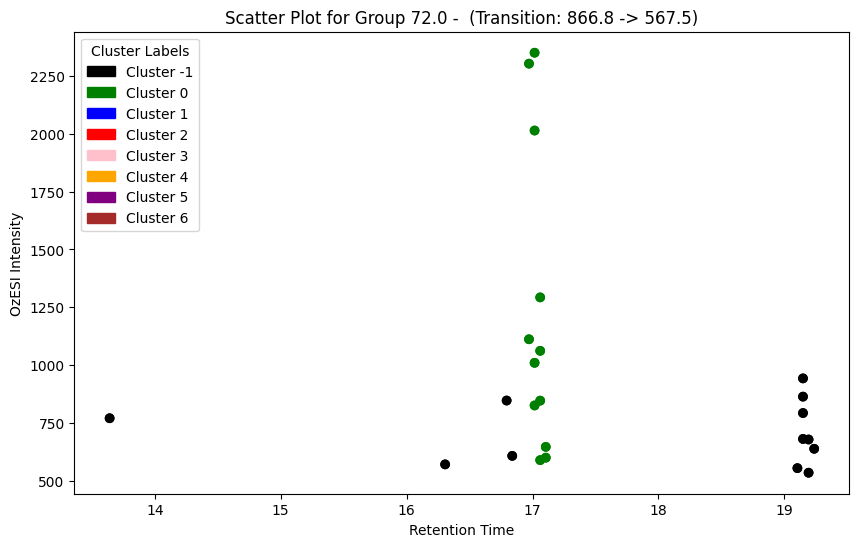 Scatter Plot for Group 72.0 -  (Transition: 866.8 -> 567.5)
Cluster Labels
Cluster -1
Cluster 0
Cluster 1
Cluster 2
Cluster 3
Cluster 4
Cluster 5
Cluster 6
OzESI Intensity
2250
2000
1750
1500
1250
1000
750
500
14 15 16 17 18 19
Retention Time